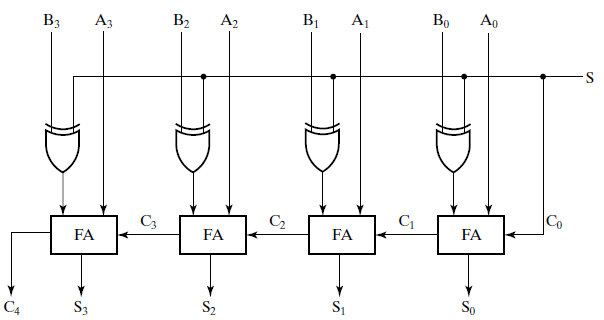 B₃ A₃ B₂ A₂ B₁ A₁ B₀ A₀
S
C₃ C₂ C₁ C₀
FA FA FA FA
C₄ S₃ S₂ S₁ S₀